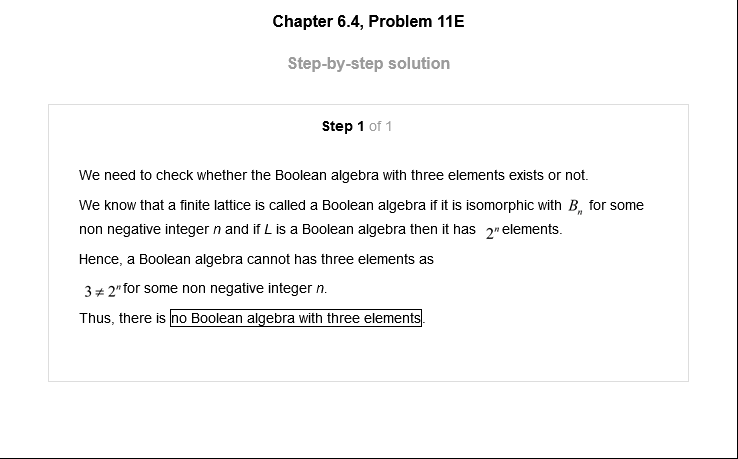 Chapter 6.4, Problem 11E
Step-by-step solution
Step 1 of 1
We need to check whether the Boolean algebra with three elements exists or not.
We know that a finite lattice is called a Boolean algebra if it is isomorphic with Bₙ for some
non negative integer n and if L is a Boolean algebra then it has 2ⁿ elements.
Hence, a Boolean algebra cannot has three elements as
3 ≠ 2ⁿ for some non negative integer n.
Thus, there is no Boolean algebra with three elements.